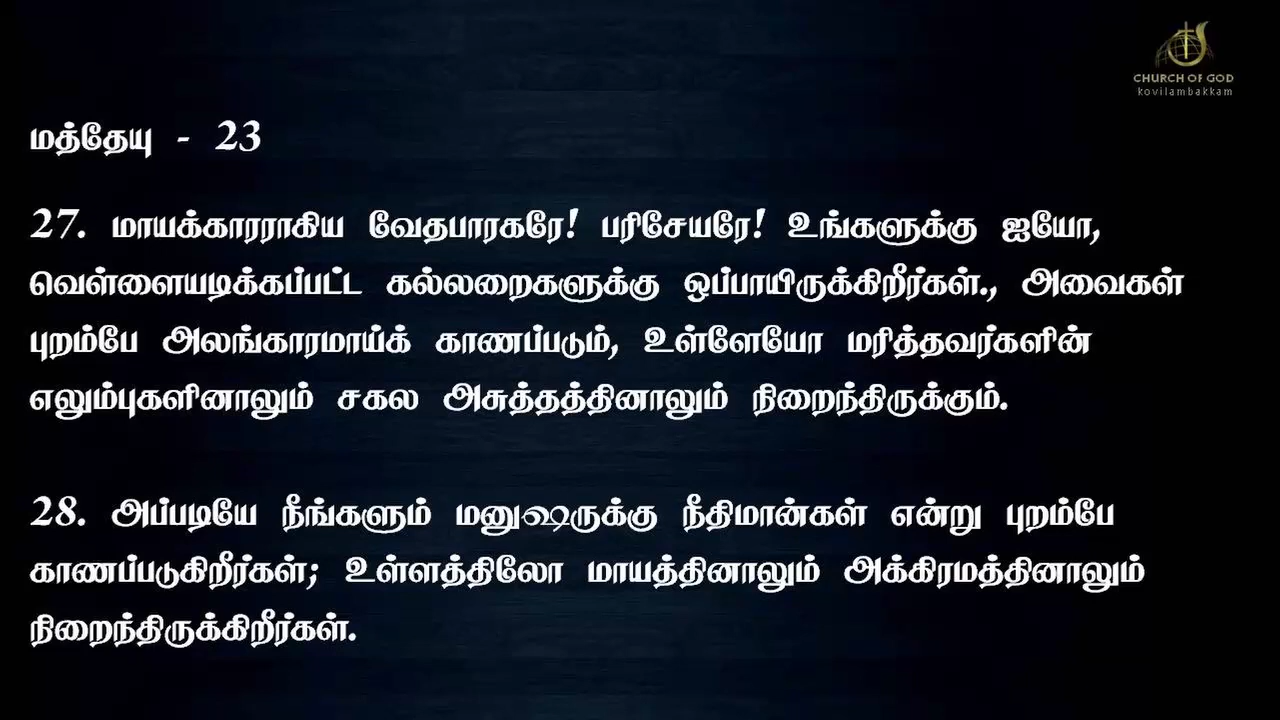 CHURCH OF GOD
kovilambakkam
மத்தேயு - 23
27. மாயக்காரராகிய வேதபாரகரே! பரிசேயரே! உங்களுக்கு ஐயோ,
வெள்ளையடிக்கப்பட்ட கல்லறைகளுக்கு ஒப்பாயிருக்கிறீர்கள்., அவைகள்
புறம்பே அலங்காரமாய்க் காணப்படும், உள்ளேயோ மரித்தவர்களின்
எலும்புகளினாலும் சகல அசுத்தத்தினாலும் நிறைந்திருக்கும்.
28. அப்படியே நீங்களும் மனுஷருக்கு நீதிமான்கள் என்று புறம்பே
காணப்படுகிறீர்கள்; உள்ளத்திலோ மாயத்தினாலும் அக்கிரமத்தினாலும்
நிறைந்திருக்கிறீர்கள்.